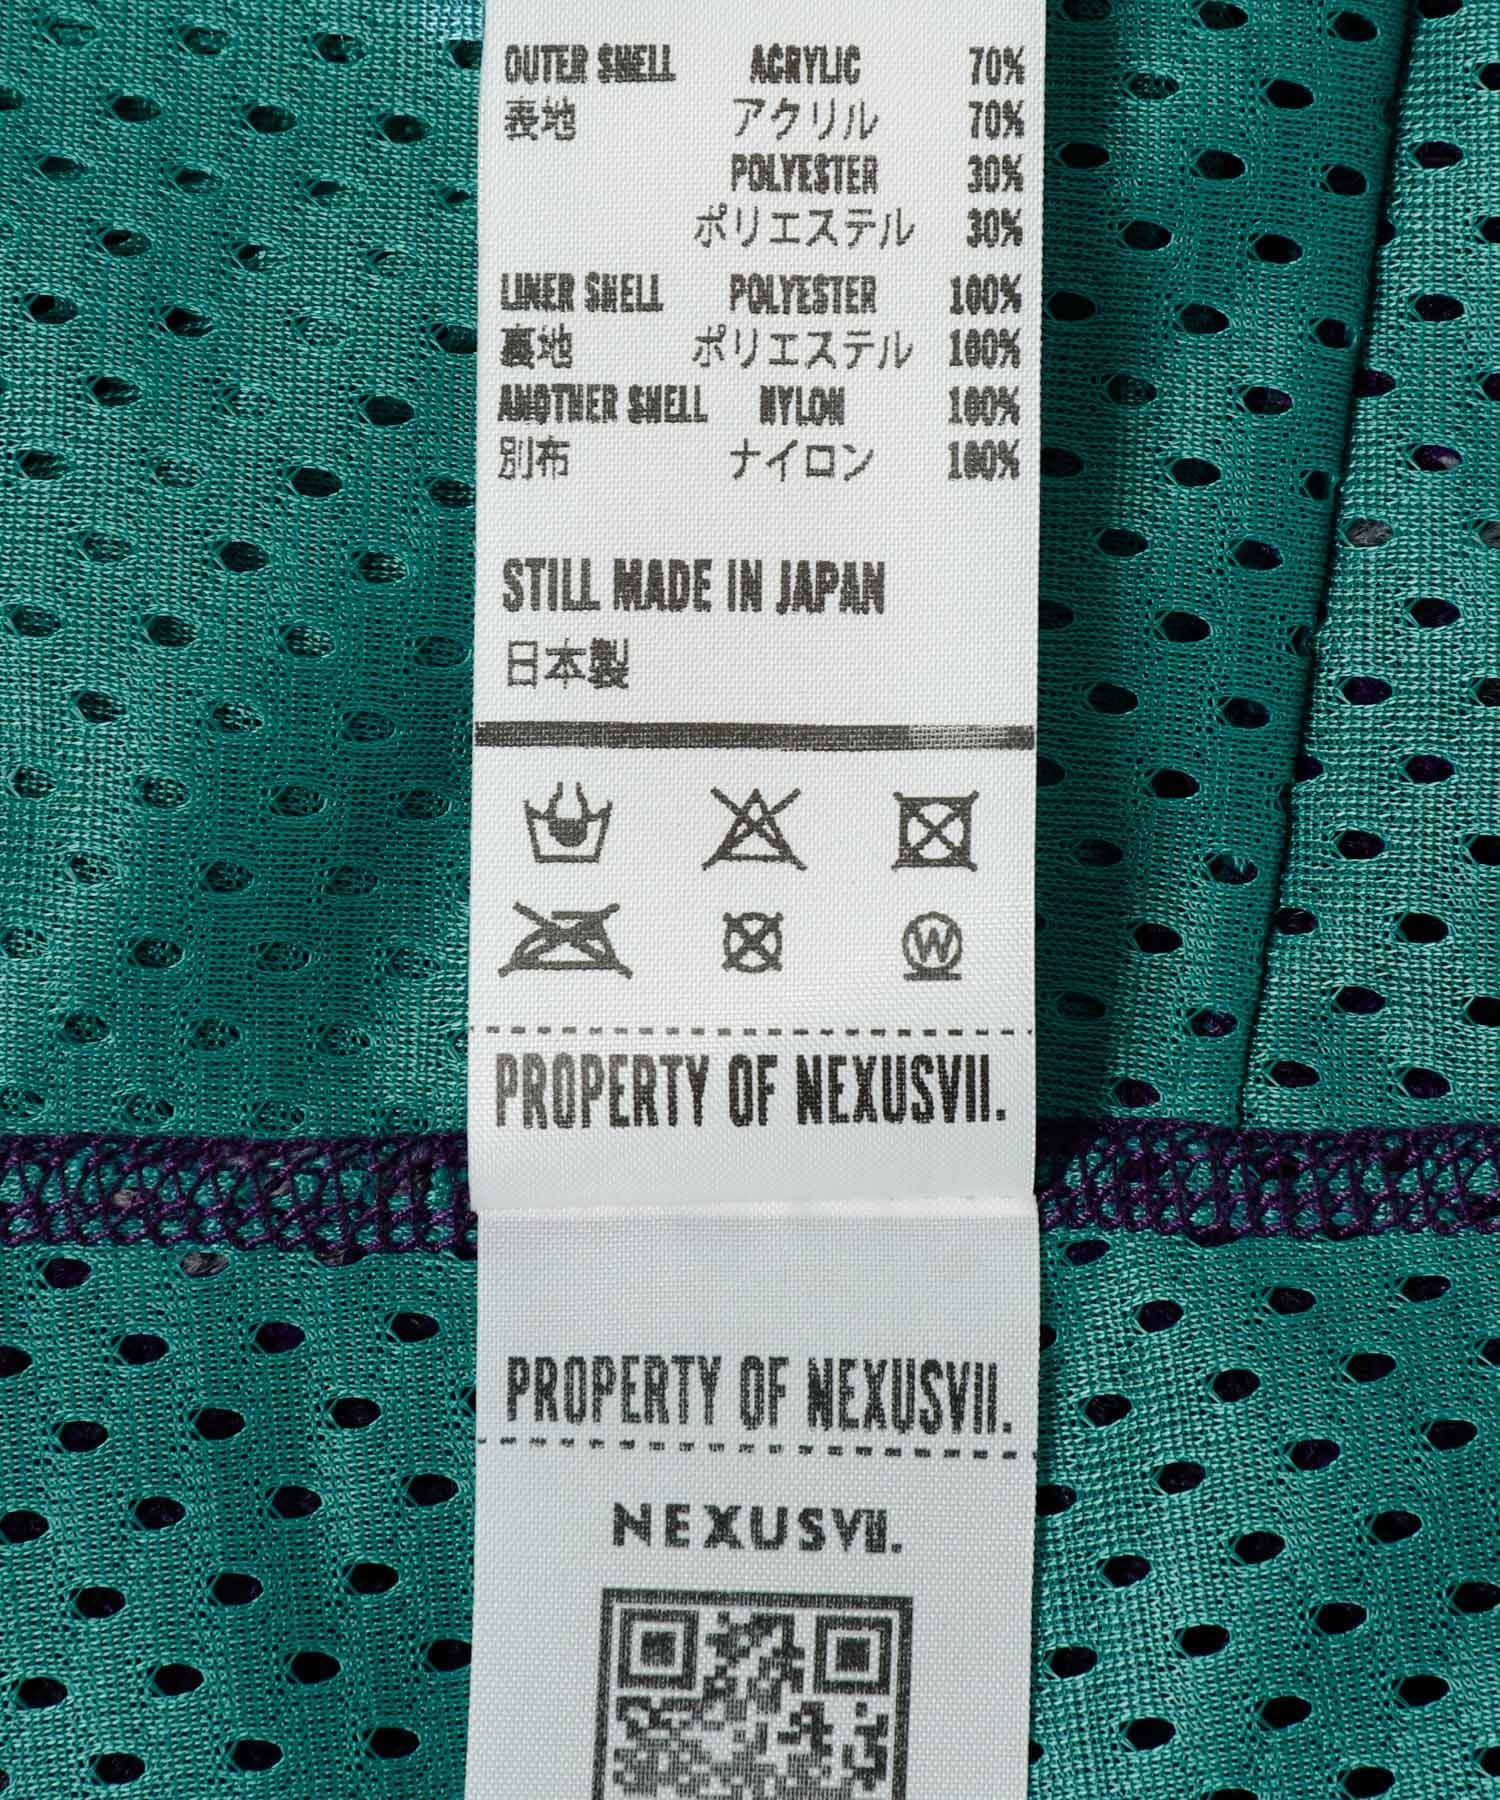 OUTER SHELL ACRYLIC 70%
表地 アクリル 70%
POLYESTER 30%
ポリエステル 30%
LINER SHELL POLYESTER 100%
裏地 ポリエステル 100%
ANOTHER SHELL NYLON 100%
別布 ナイロン 100%
STILL MADE IN JAPAN
日本製
W
PROPERTY OF NEXUSVII.
PROPERTY OF NEXUSVII.
NEXUSVII.